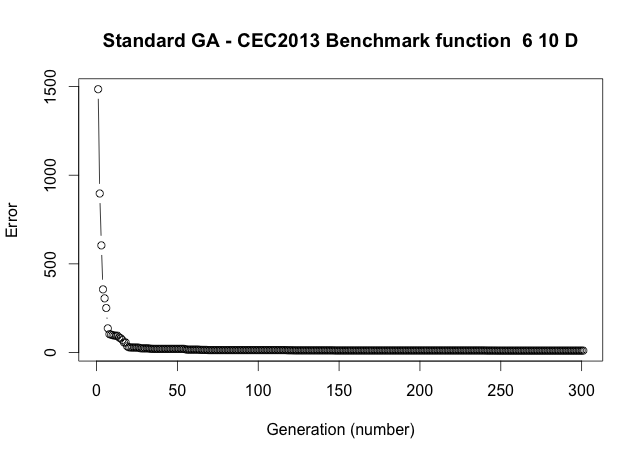 Standard GA - CEC2013 Benchmark function  6 10 D
Error
1500
1000
500
0
0 50 100 150 200 250 300
Generation (number)